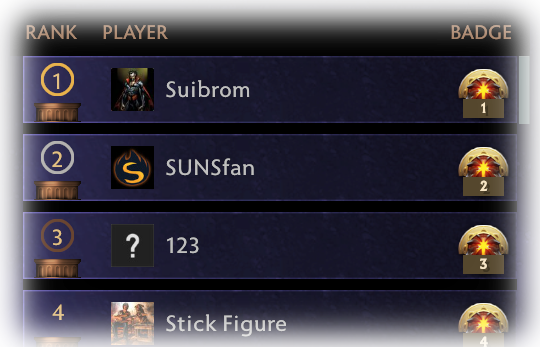 RANK PLAYER BADGE
1 Suibrom 1
2 S SUNSfan 2
3 ? 123 3
4 Stick Figure 4